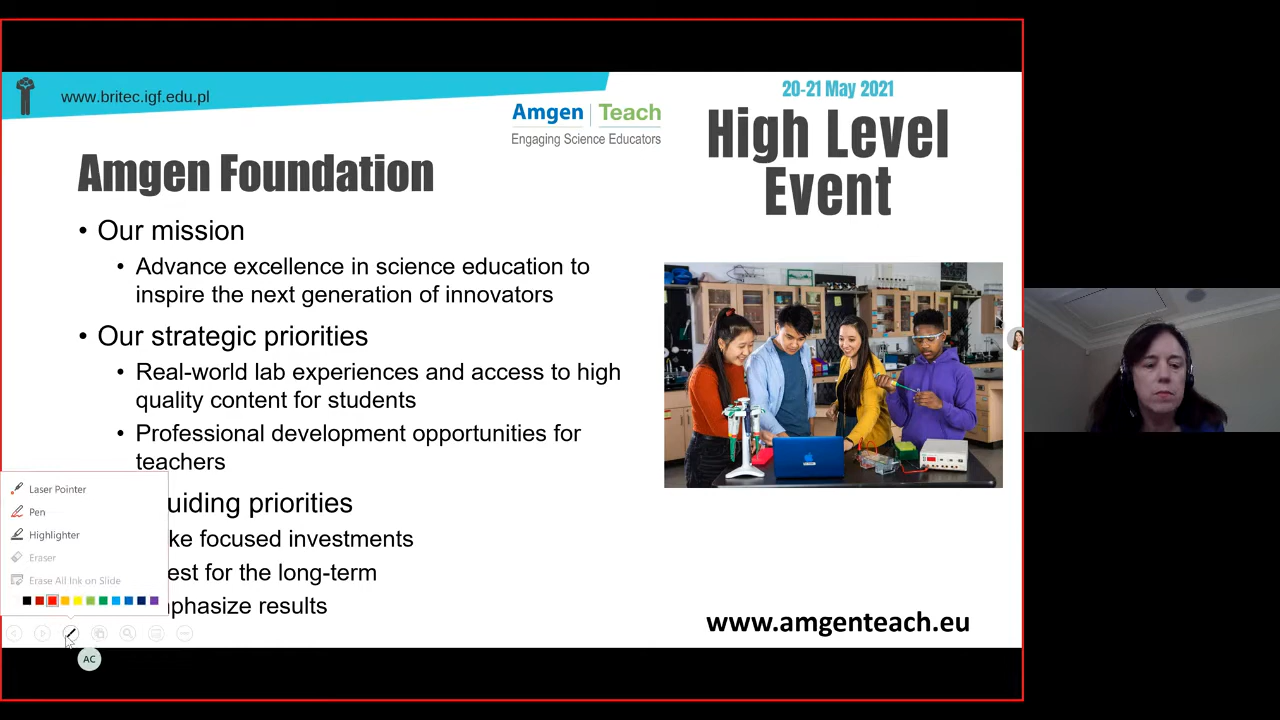 www.britec.igf.edu.pl
Amgen Teach
Engaging Science Educators
20-21 May 2021
High Level
Event
Amgen Foundation
• Our mission
• Advance excellence in science education to
inspire the next generation of innovators
• Our strategic priorities
• Real-world lab experiences and access to high
quality content for students
• Professional development opportunities for
teachers
uiding priorities
ke focused investments
est for the long-term
phasize results
Laser Pointer
Pen
Highlighter
Eraser
Erase All Ink on Slide
AC
www.amgenteach.eu